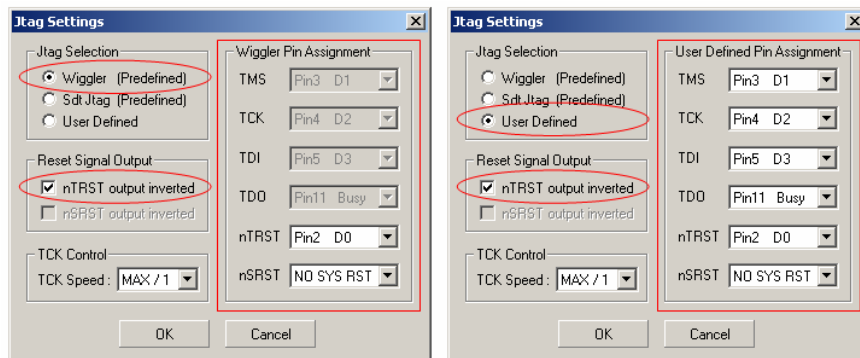 Jtag Settings
Jtag Selection
Wiggler (Predefined)
Sdt Jtag (Predefined)
User Defined
Reset Signal Output
nTRST output inverted
nSRST output inverted
TCK Control
TCK Speed : MAX / 1
Wiggler Pin Assignment
TMS Pin3 D1
TCK Pin4 D2
TDI Pin5 D3
TDO Pin11 Busy
nTRST Pin2 D0
nSRST NO SYS RST
OK Cancel
Jtag Settings
Jtag Selection
Wiggler (Predefined)
Sdt Jtag (Predefined)
User Defined
Reset Signal Output
nTRST output inverted
nSRST output inverted
TCK Control
TCK Speed : MAX / 1
User Defined Pin Assignment
TMS Pin3 D1
TCK Pin4 D2
TDI Pin5 D3
TDO Pin11 Busy
nTRST Pin2 D0
nSRST NO SYS RST
OK Cancel